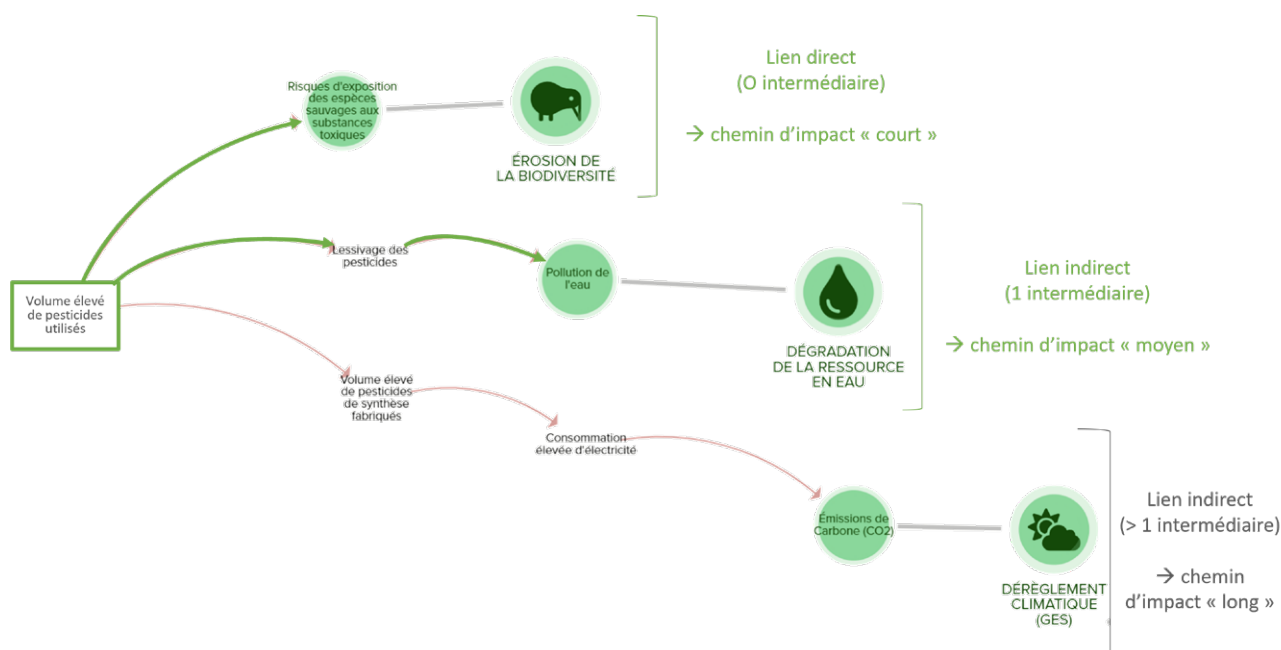 Risques d'exposition
des espèces
sauvages aux
substances
toxiques
ÉROSION DE
LA BIODIVERSITÉ
Lien direct
(O intermédiaire)
→ chemin d'impact « court »
Volume élevé
de pesticides
utilisés
Lessivage des
pesticides
Pollution de
l'eau
DÉGRADATION
DE LA RESSOURCE
EN EAU
Lien indirect
(1 intermédiaire)
→ chemin d'impact « moyen »
Volume élevé
de pesticides
de synthèse
fabriqués
Consommation
élevée d'électricité
Émissions de
Carbone (CO2)
DÉRÈGLEMENT
CLIMATIQUE
(GES)
Lien indirect
(> 1 intermédiaire)
→ chemin
d'impact « long »